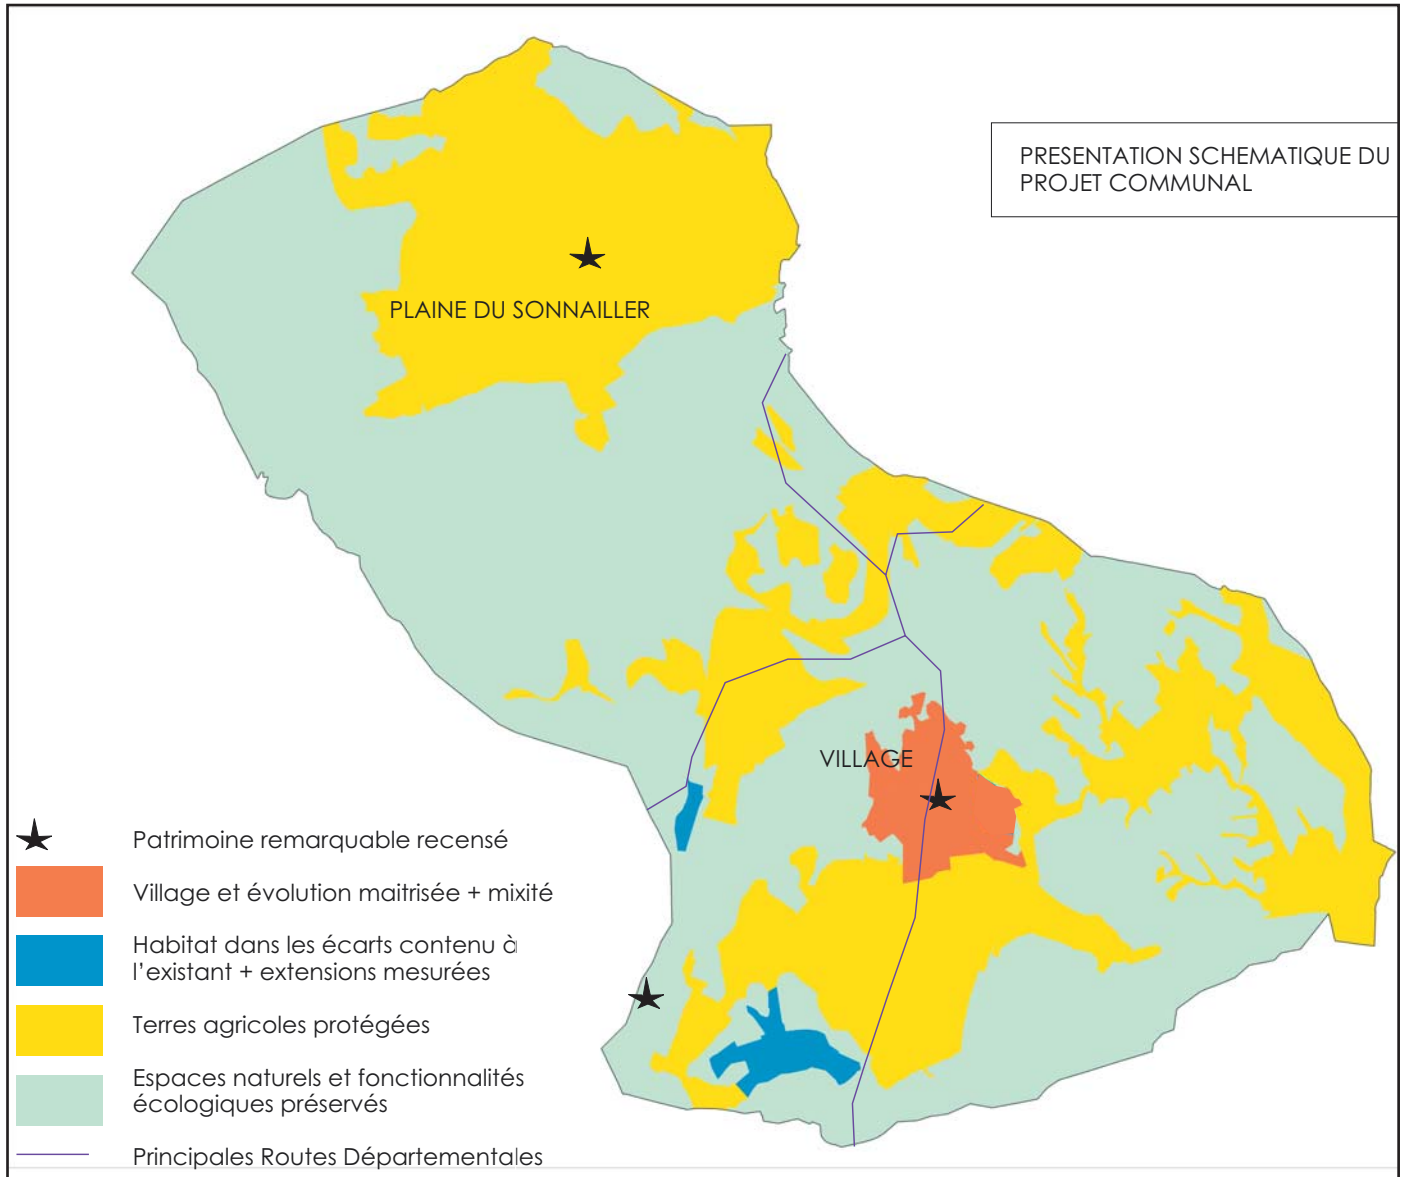 PRESENTATION SCHEMATIQUE DU
PROJET COMMUNAL
PLAINE DU SONNAILLER
VILLAGE
Patrimoine remarquable recensé
Village et évolution maitrisée + mixité
Habitat dans les écarts contenu à
l'existant + extensions mesurées
Terres agricoles protégées
Espaces naturels et fonctionnalités
écologiques préservés
Principales Routes Départementales